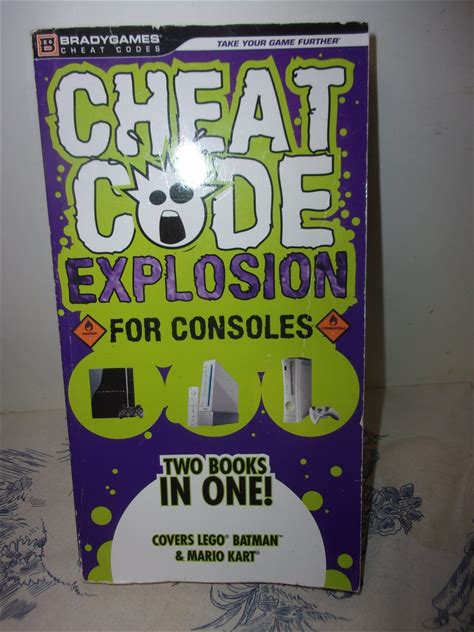 BRADYGAMES®
CHEAT CODES
TAKE YOUR GAME FURTHER®
CHEAT
CODE
EXPLOSION
FOR CONSOLES
TWO BOOKS
IN ONE!
COVERS LEGO® BATMAN™
& MARIO KART®